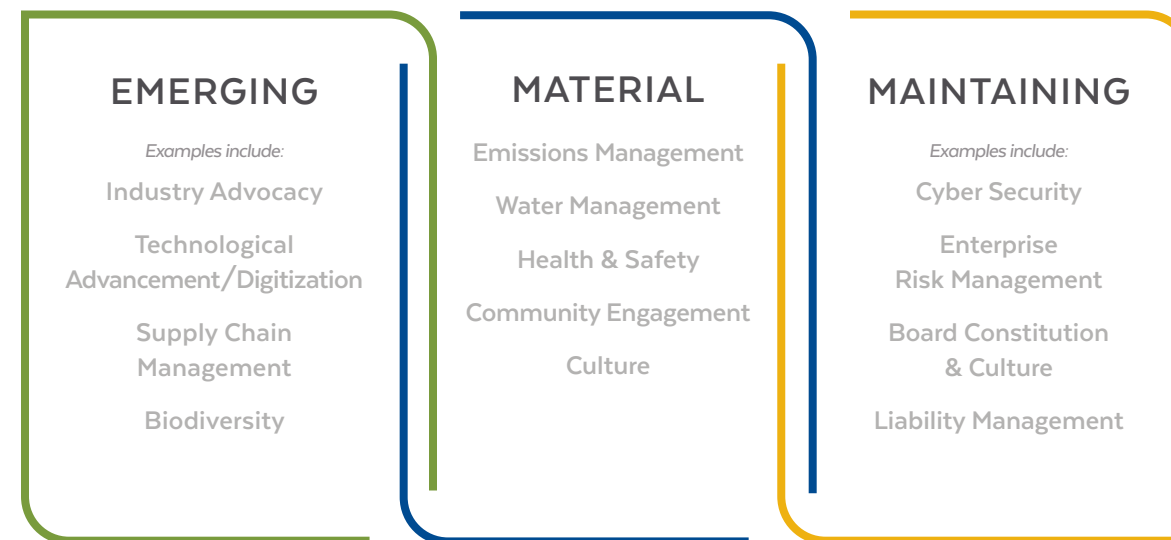 EMERGING
Examples include:
Industry Advocacy
Technological
Advancement/Digitization
Supply Chain
Management
Biodiversity
MATERIAL
Emissions Management
Water Management
Health & Safety
Community Engagement
Culture
MAINTAINING
Examples include:
Cyber Security
Enterprise
Risk Management
Board Constitution
& Culture
Liability Management